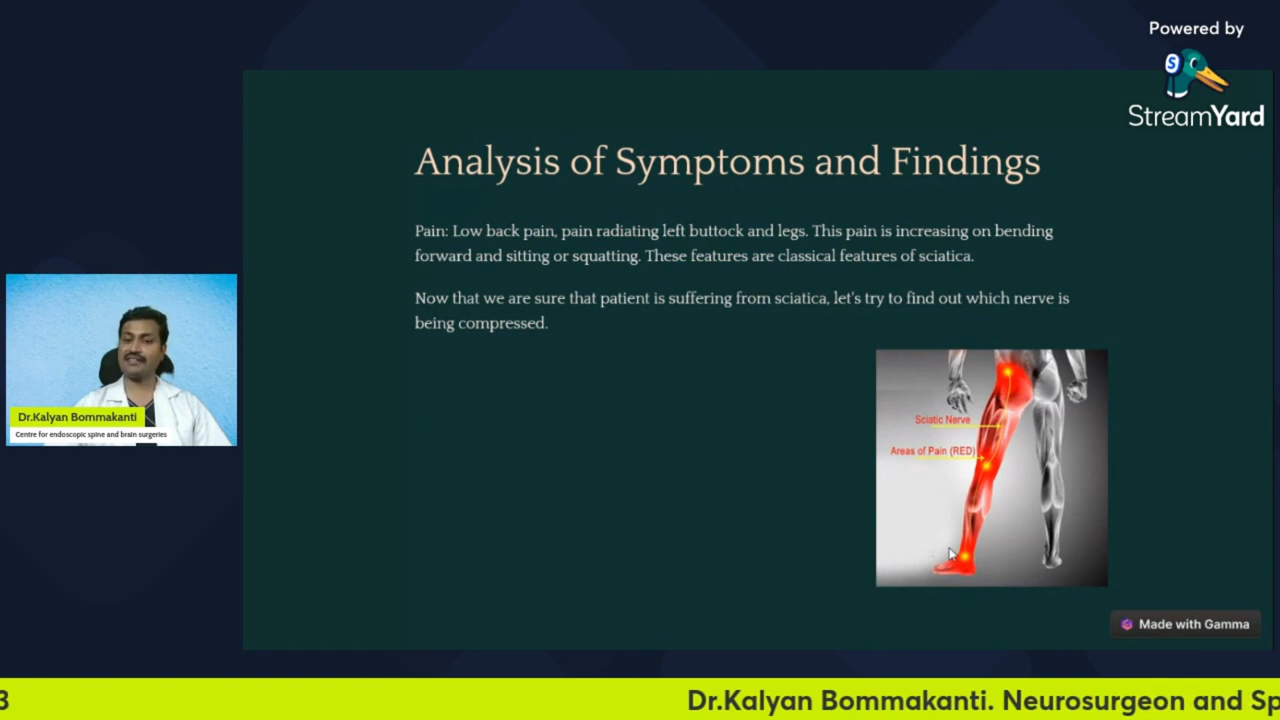 Powered by
S
StreamYard
Analysis of Symptoms and Findings
Pain: Low back pain, pain radiating left buttock and legs. This pain is increasing on bending
forward and sitting or squatting. These features are classical features of sciatica.
Now that we are sure that patient is suffering from sciatica, let's try to find out which nerve is
being compressed.
Sciatic Nerve
Areas of Pain (RED)
Dr.Kalyan Bommakanti
Centre for endoscopic spine and brain surgeries
Made with Gamma
3 Dr.Kalyan Bommakanti. Neurosurgeon and Sp